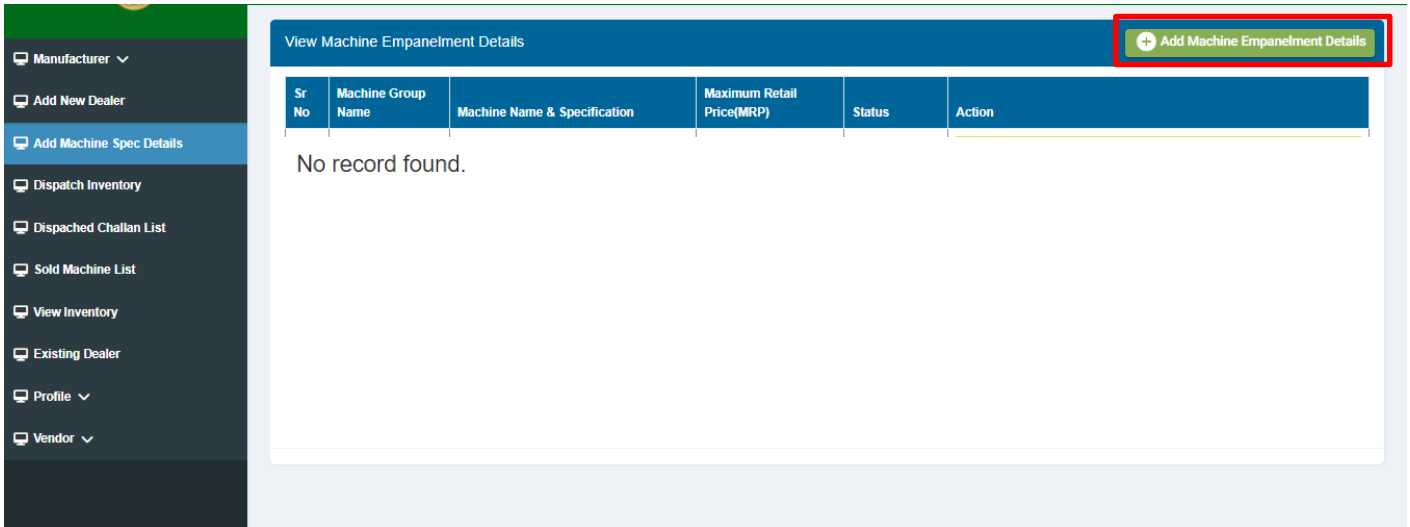 View Machine Empanelment Details
Add Machine Empanelment Details
Manufacturer
Add New Dealer
Add Machine Spec Details
Dispatch Inventory
Dispached Challan List
Sold Machine List
View Inventory
Existing Dealer
Profile
Vendor
Sr No
Machine Group Name
Machine Name & Specification
Maximum Retail Price(MRP)
Status
Action
No record found.